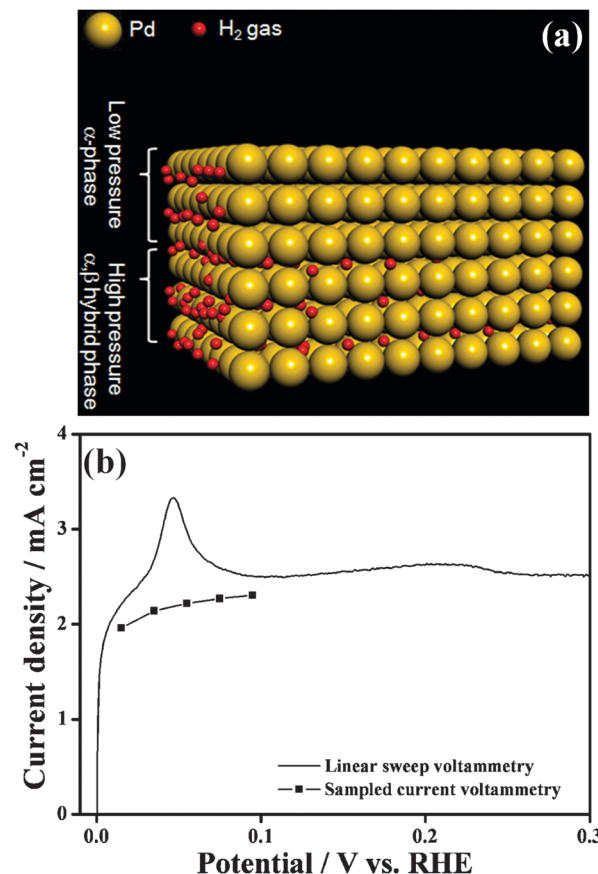 Pd
H₂ gas
(a)
Low pressure
α-phase
High pressure
α,β hybrid phase
(b)
Current density / mA cm⁻²
4
3
2
1
0
0.0
0.1
0.2
0.3
Linear sweep voltammetry
Sampled current voltammetry
Potential / V vs. RHE